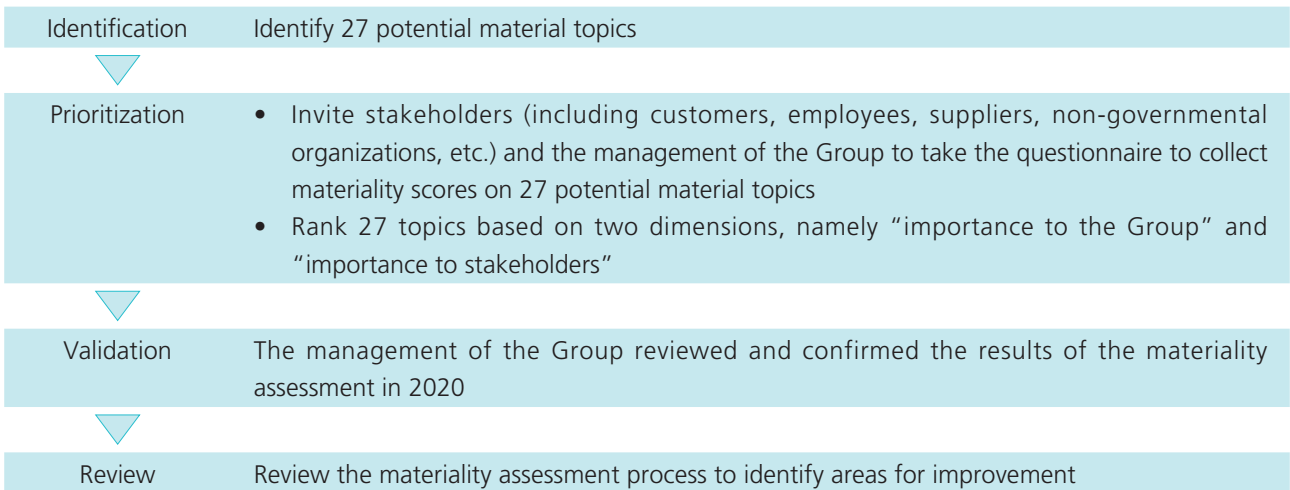 Identification Identify 27 potential material topics
Prioritization • Invite stakeholders (including customers, employees, suppliers, non-governmental
organizations, etc.) and the management of the Group to take the questionnaire to collect
materiality scores on 27 potential material topics
• Rank 27 topics based on two dimensions, namely “importance to the Group” and
“importance to stakeholders”
Validation The management of the Group reviewed and confirmed the results of the materiality
assessment in 2020
Review Review the materiality assessment process to identify areas for improvement